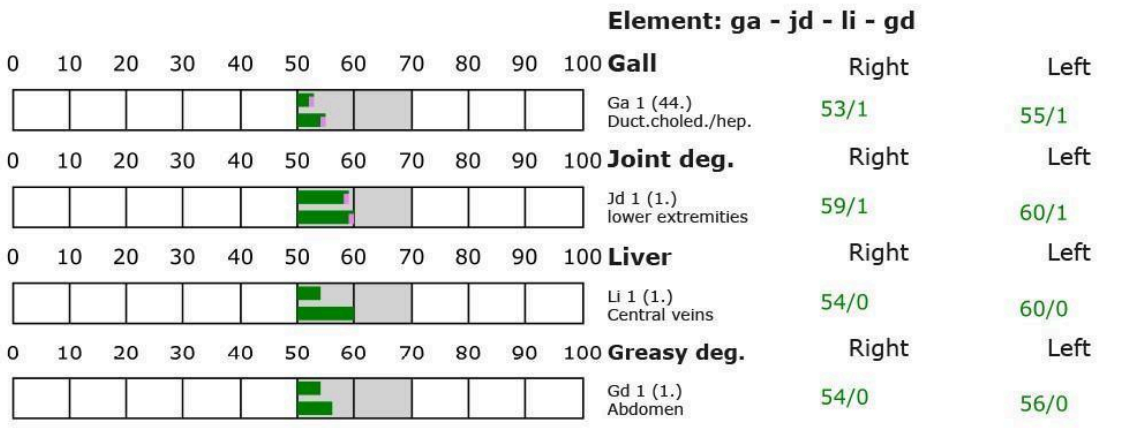 Element: ga - jd - li - gd
0 10 20 30 40 50 60 70 80 90 100 Gall Right Left
Ga 1 (44.)
Duct.choled./hep. 53/1 55/1
0 10 20 30 40 50 60 70 80 90 100 Joint deg. Right Left
Jd 1 (1.)
lower extremities 59/1 60/1
0 10 20 30 40 50 60 70 80 90 100 Liver Right Left
Li 1 (1.)
Central veins 54/0 60/0
0 10 20 30 40 50 60 70 80 90 100 Greasy deg. Right Left
Gd 1 (1.)
Abdomen 54/0 56/0